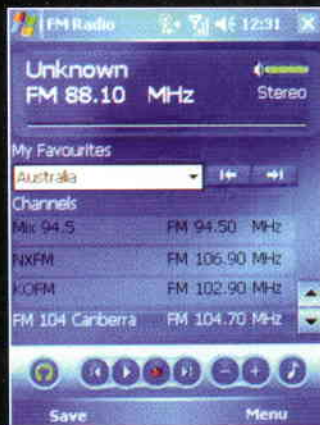 FM Radio 12:31
Unknown
FM 88.10 MHz Stereo
My Favourites
Australia
Channels
Mix 94.5 FM 94.50 MHz
NXFM FM 106.90 MHz
KOFM FM 102.90 MHz
FM 104 Canberra FM 104.70 MHz
Save Menu